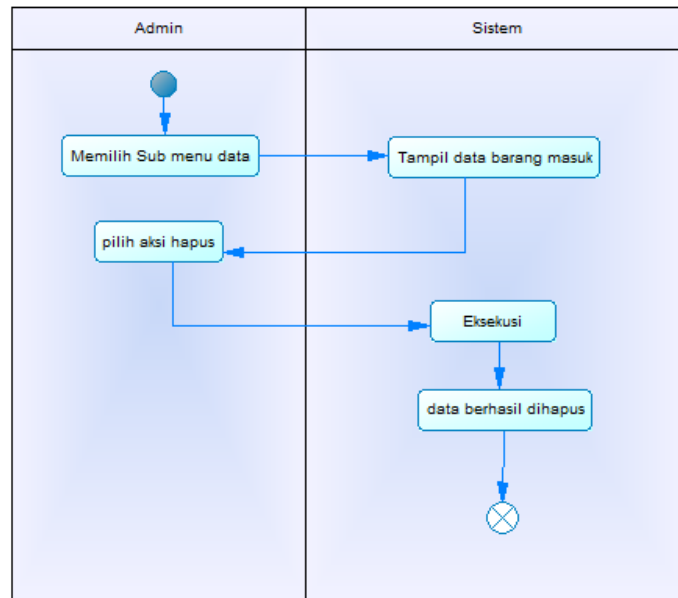 Admin
Sistem
Memilih Sub menu data
Tampil data barang masuk
pilih aksi hapus
Eksekusi
data berhasil dihapus